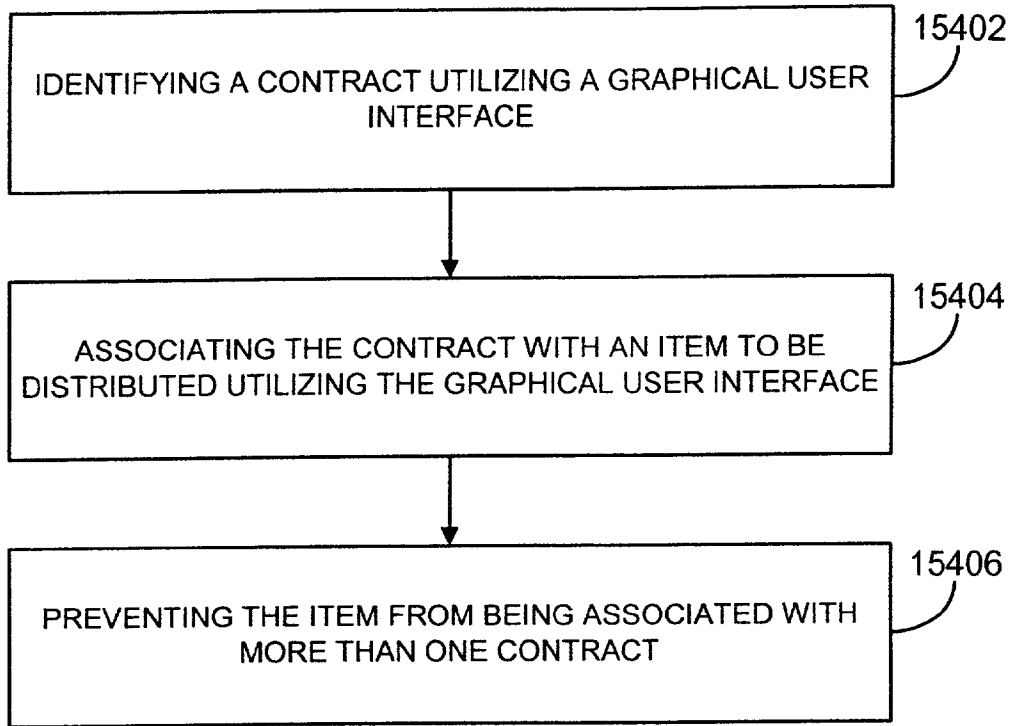 15402
IDENTIFYING A CONTRACT UTILIZING A GRAPHICAL USER
INTERFACE
15404
ASSOCIATING THE CONTRACT WITH AN ITEM TO BE
DISTRIBUTED UTILIZING THE GRAPHICAL USER INTERFACE
15406
PREVENTING THE ITEM FROM BEING ASSOCIATED WITH
MORE THAN ONE CONTRACT